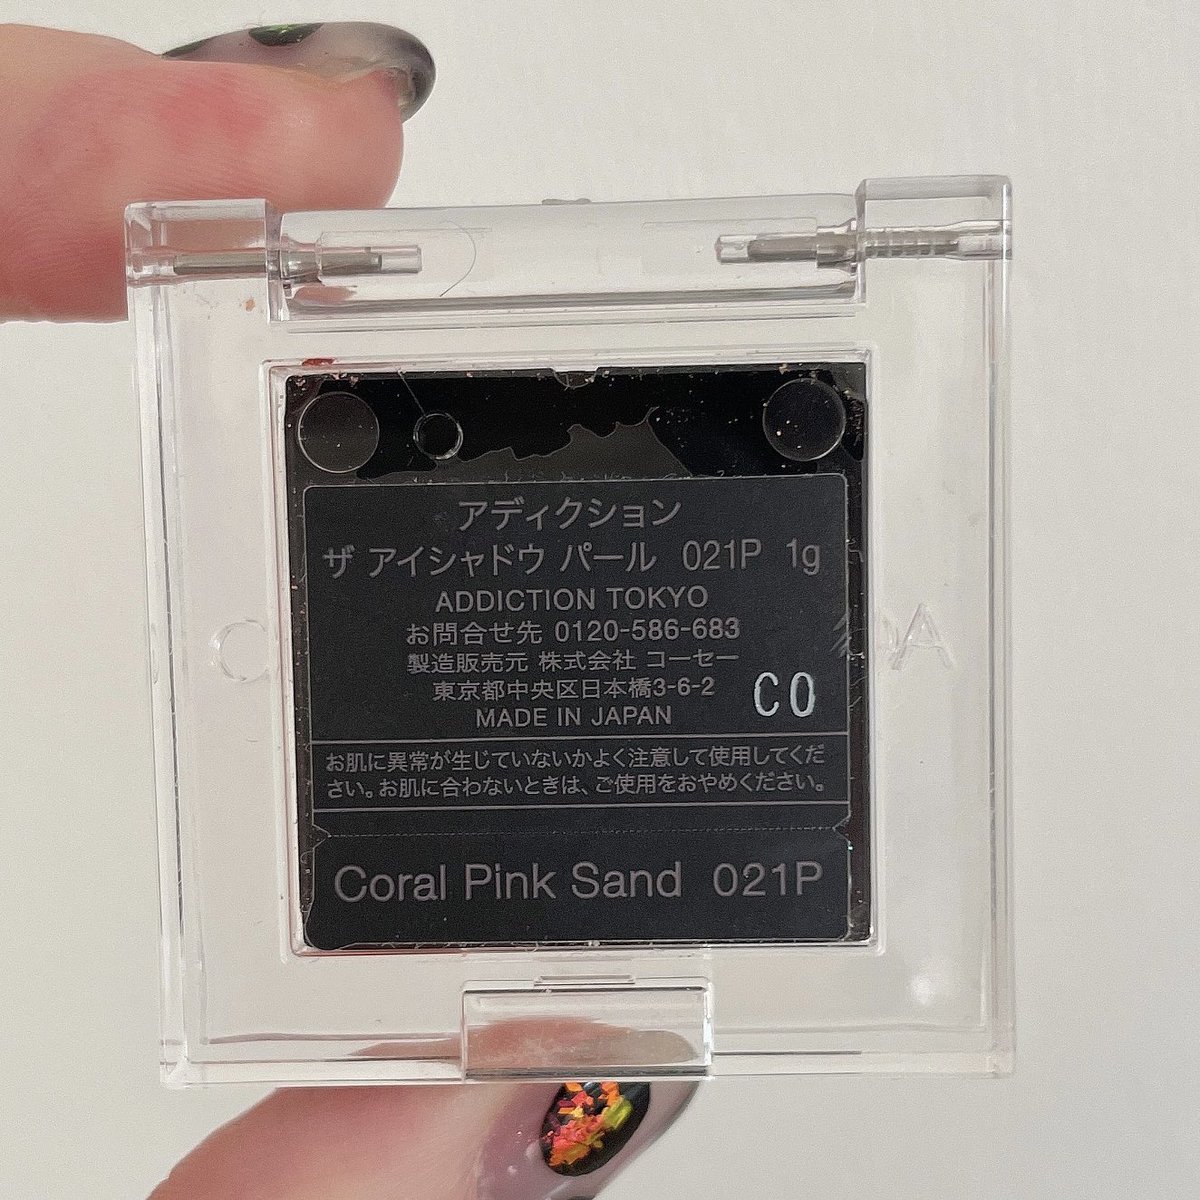 アディクション
ザ アイシャドウ パール 021P 1g
ADDICTION TOKYO
お問合せ先 0120-586-683
製造販売元 株式会社 コーセー
東京都中央区日本橋3-6-2
MADE IN JAPAN
CO
お肌に異常が生じていないかよく注意して使用してくだ
さい。お肌に合わないときは、ご使用をおやめください。
Coral Pink Sand 021P